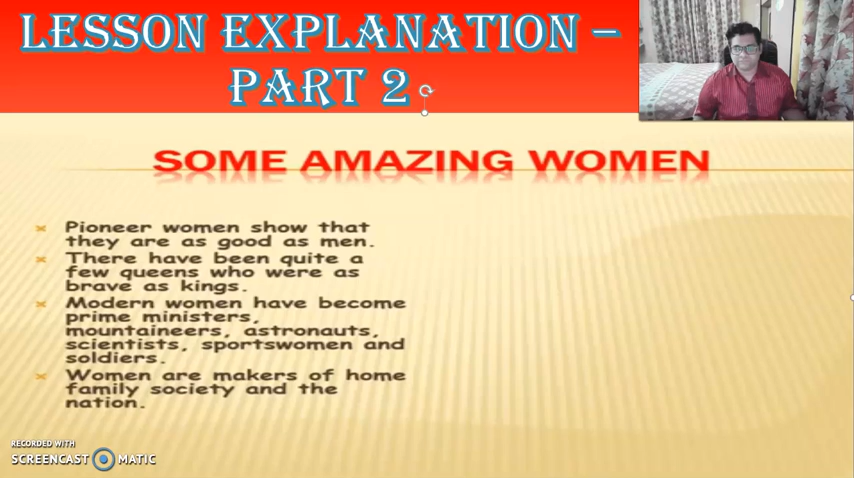 LESSON EXPLANATION –
PART 2
SOME AMAZING WOMEN
Pioneer women show that
they are as good as men.
There have been quite a
few queens who were as
brave as kings.
Modern women have become
prime ministers,
mountaineers, astronauts,
scientists, sportswomen and
soldiers.
Women are makers of home
family society and the
nation.
RECORDED WITH
SCREENCAST MATIC